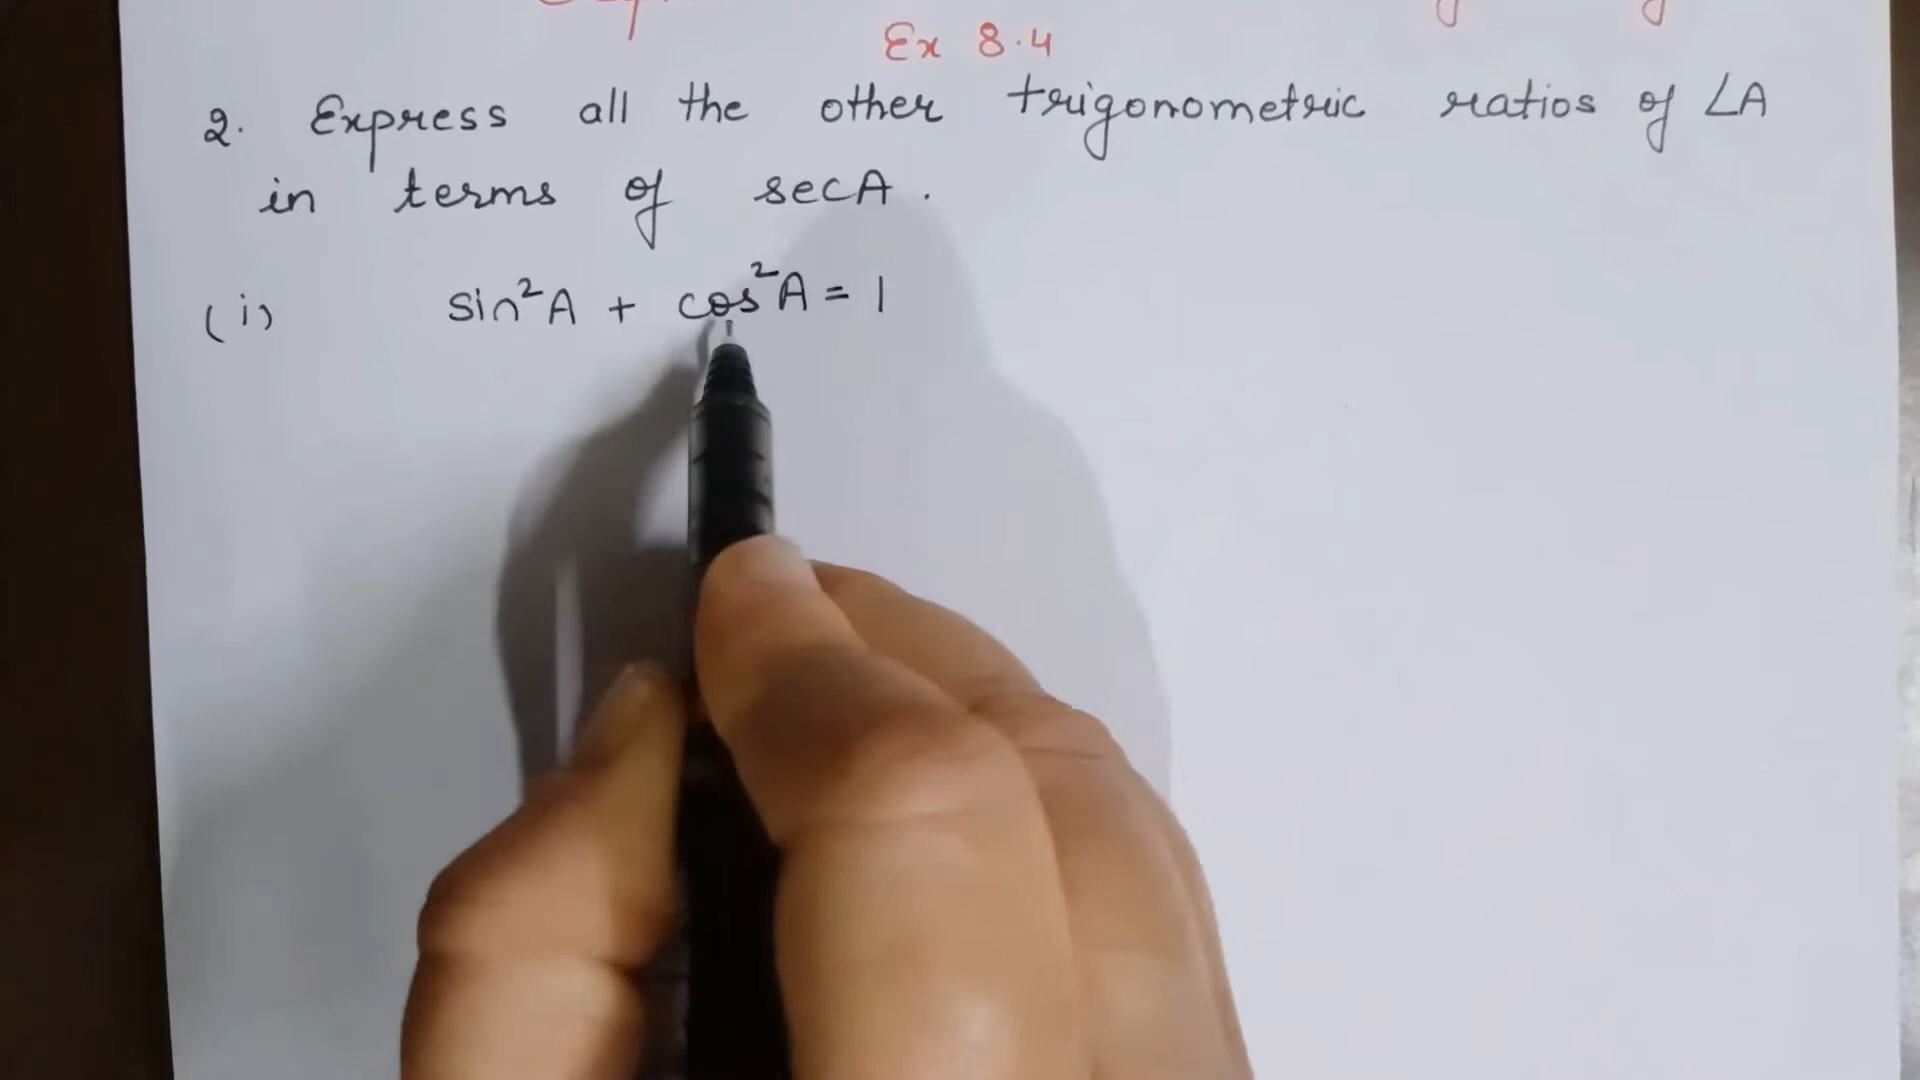 Ex 8.4
2. Express all the other trigonometric ratios of ∠A
in terms of secA.
(i) sin²A + cos²A = 1